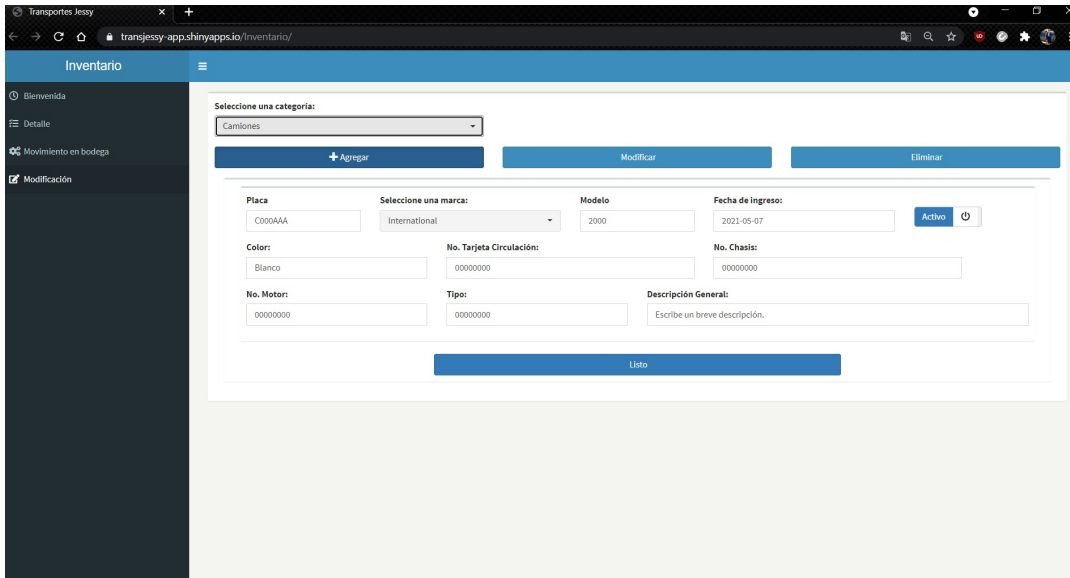 Transportes Jessy
transjessy-app.shinyapps.io/Inventario/
Inventario
Bienvenida
Detalle
Movimiento en bodega
Modificación
Seleccione una categoría:
Camiones
Agregar Modificar Eliminar
Placa Seleccione una marca: Modelo Fecha de ingreso:
C000AAA International 2000 2021-05-07 Activo
Color: No. Tarjeta Circulación: No. Chasis:
Blanco 00000000 00000000
No. Motor: Tipo: Descripción General:
00000000 00000000 Escribe un breve descripción.
Listo